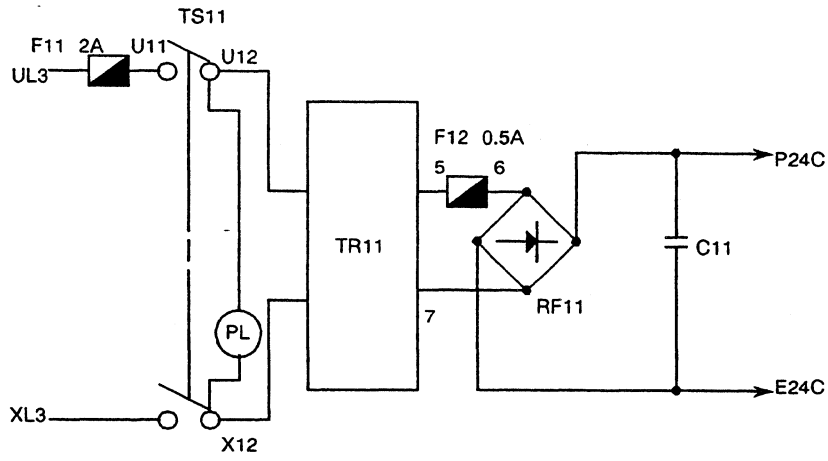 TS11
F11 2A U11
U12
UL3
F12 0.5A
5 6
P24C
TR11
C11
RF11
7
PL
XL3
E24C
X12